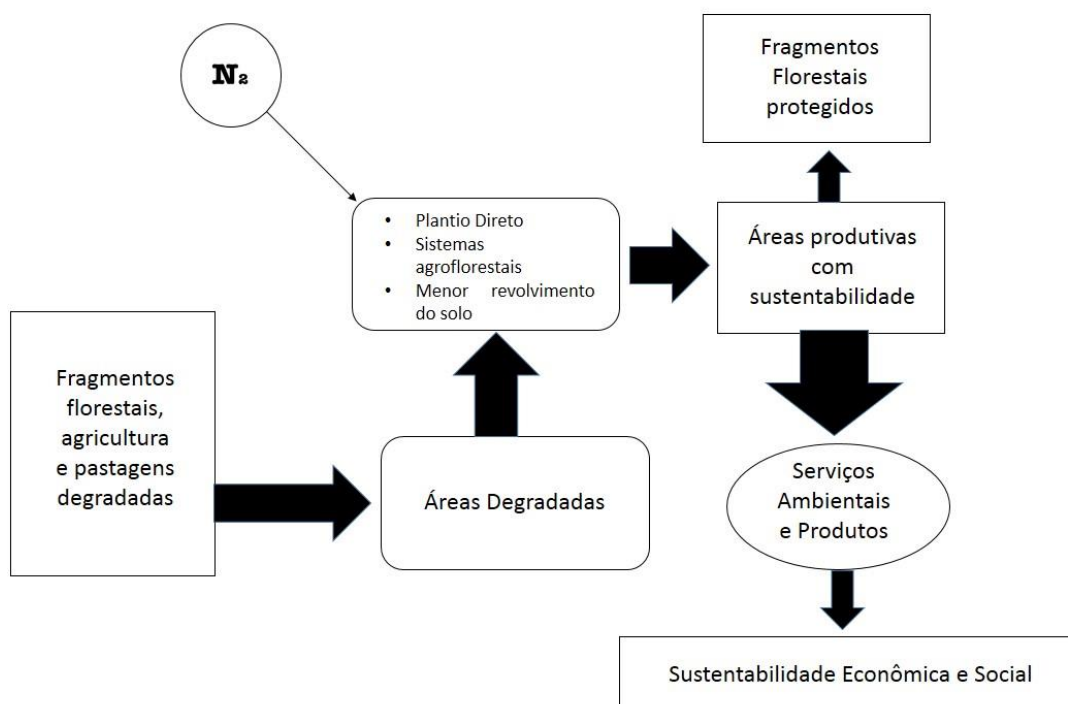 N₂
Fragmentos
Florestais
protegidos
• Plantio Direto
• Sistemas
agroflorestais
• Menor revolvimento
do solo
Áreas produtivas
com
sustentabilidade
Fragmentos
florestais,
agricultura
e pastagens
degradadas
Áreas Degradadas
Serviços
Ambientais
e Produtos
Sustentabilidade Econômica e Social